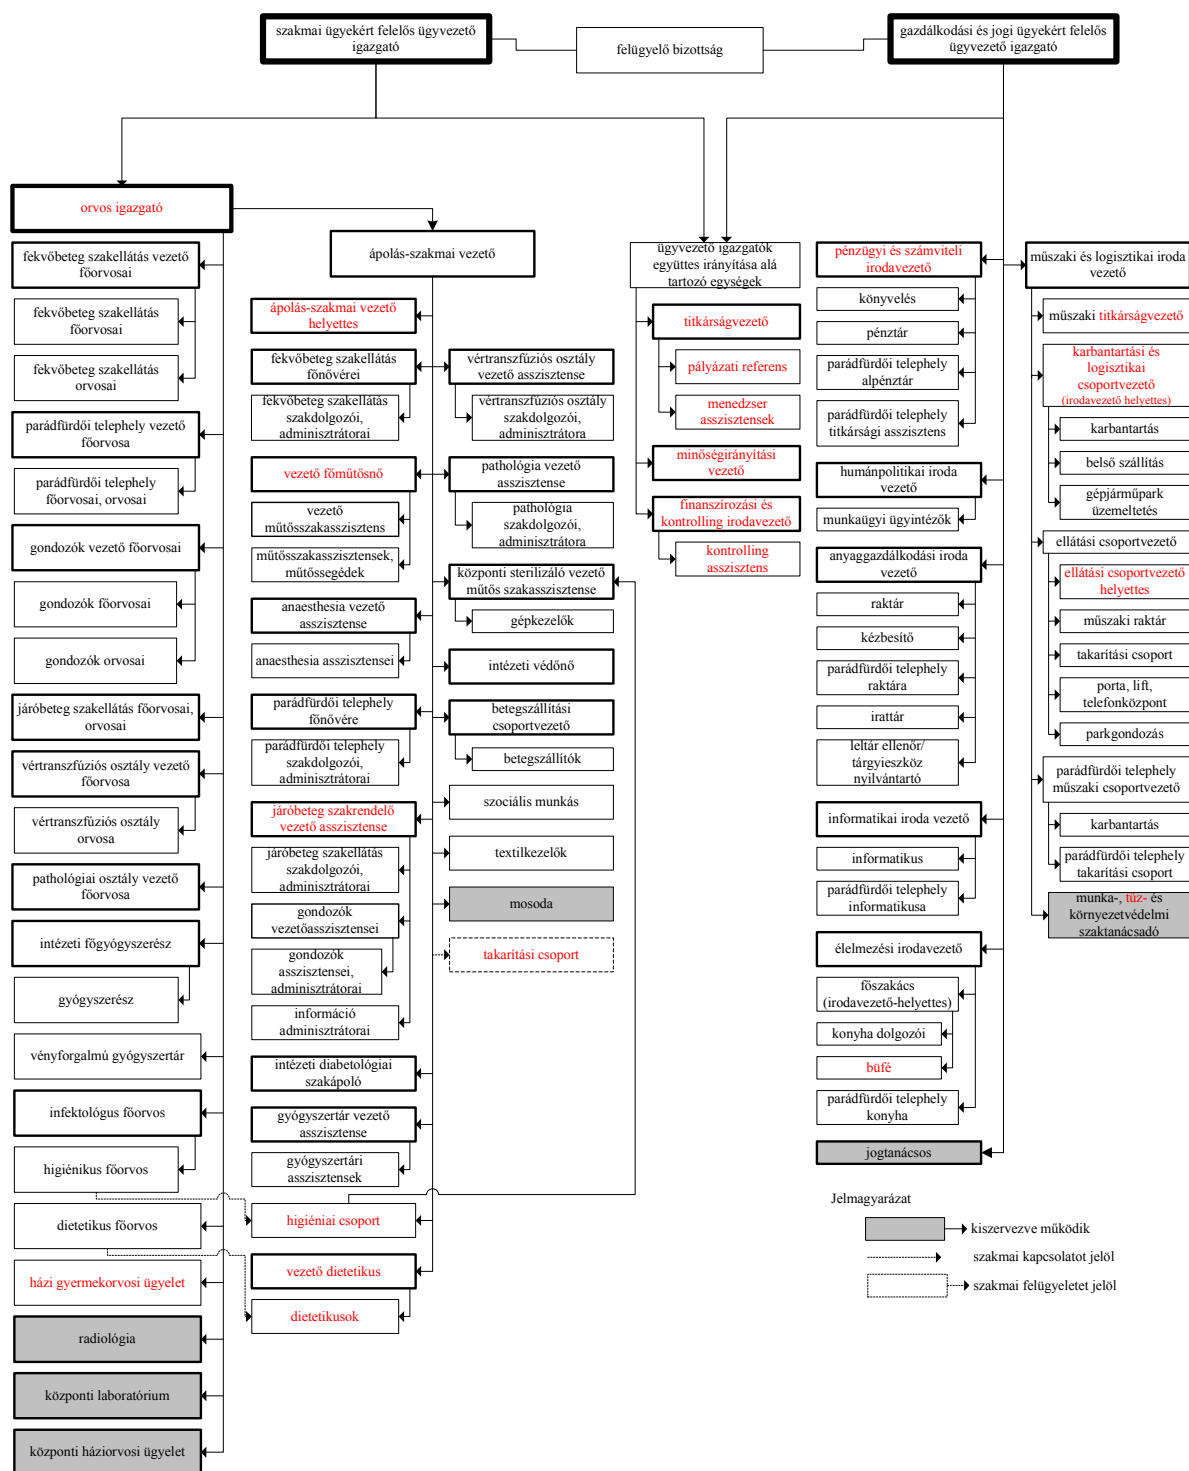 szakmai ügyekért felelős ügyvezető
igazgató
felügyelő bizottság
gazdálkodási és jogi ügyekért felelős
ügyvezető igazgató
orvos igazgató
fekvőbeteg szakellátás vezető
főorvosai
fekvőbeteg szakellátás
főorvosai
fekvőbeteg szakellátás
orvosai
parádfürdői telephely vezető
főorvosa
parádfürdői telephely
főorvosai, orvosai
gondozók vezető főorvosai
gondozók főorvosai
gondozók orvosai
járóbeteg szakellátás főorvosai,
orvosai
vértranszfúziós osztály vezető
főorvosa
vértranszfúziós osztály
orvosa
pathológiai osztály vezető
főorvosa
intézeti főgyógyszerész
gyógyszerész
vényforgalmú gyógyszertár
infektológus főorvos
higiénikus főorvos
dietetikus főorvos
házi gyermekorvosi ügyelet
radiológia
központi laboratórium
központi háziorvosi ügyelet
ápolás-szakmai vezető
ápolás-szakmai vezető
helyettes
fekvőbeteg szakellátás
főnővérei
fekvőbeteg szakellátás
szakdolgozói,
adminisztrátorai
vezető főműtősnő
vezető
műtősszakasszisztens
műtősszakasszisztensek,
műtőssegédek
anaesthesia vezető
asszisztense
anaesthesia asszisztensei
parádfürdői telephely
főnővére
parádfürdői telephely
szakdolgozói,
adminisztrátorai
járóbeteg szakrendelő
vezető asszisztense
járóbeteg szakellátás
szakdolgozói,
adminisztrátorai
gondozók
vezetőasszisztensei
gondozók
asszisztensei,
adminisztrátorai
információ
adminisztrátorai
intézeti diabetológiai
szakápoló
gyógyszertár vezető
asszisztense
gyógyszertári
asszisztensek
higiéniai csoport
vezető dietetikus
dietetikusok
vértranszfúziós osztály
vezető asszisztense
vértranszfúziós osztály
szakdolgozói,
adminisztrátora
pathológia vezető
asszisztense
pathológia
szakdolgozói,
adminisztrátora
központi sterilizáló vezető
műtős szakasszisztense
gépkezelők
intézeti védőnő
betegszállítási
csoportvezető
betegszállítók
szociális munkás
textilkezelők
mosoda
takarítási csoport
ügyvezető igazgatók
együttes irányítása alá
tartozó egységek
titkárságvezető
pályázati referens
menedzser
asszisztensek
minőségirányítási
vezető
finanszírozási és
kontrolling irodavezető
kontrolling
asszisztens
pénzügyi és számviteli
irodavezető
könyvelés
pénztár
parádfürdői telephely
alpénztár
parádfürdői telephely
titkársági asszisztens
humánpolitikai iroda
vezető
munkaügyi ügyintézők
anyaggazdálkodási iroda
vezető
raktár
kézbesítő
parádfürdői telephely
raktára
irattár
leltár ellenőr/
tárgyieszköz
nyilvántartó
informatikai iroda vezető
informatikus
parádfürdői telephely
informatikusa
élelmezési irodavezető
főszakács
(irodavezető-helyettes)
konyha dolgozói
büfé
parádfürdői telephely
konyha
jogtanácsos
műszaki és logisztikai iroda
vezető
műszaki titkárságvezető
karbantartási és
logisztikai
csoportvezető
(irodavezető helyettes)
karbantartás
belső szállítás
gépjárműpark
üzemeltetés
ellátási csoportvezető
ellátási csoportvezető
helyettes
műszaki raktár
takarítási csoport
porta, lift,
telefonközpont
parkgondozás
parádfürdői telephely
műszaki csoportvezető
karbantartás
parádfürdői telephely
takarítási csoport
munka-, tűz- és
környezetvédelmi
szaktanácsadó
Jelmagyarázat
kiszervezve működik
szakmai kapcsolatot jelöl
szakmai felügyeletet jelöl